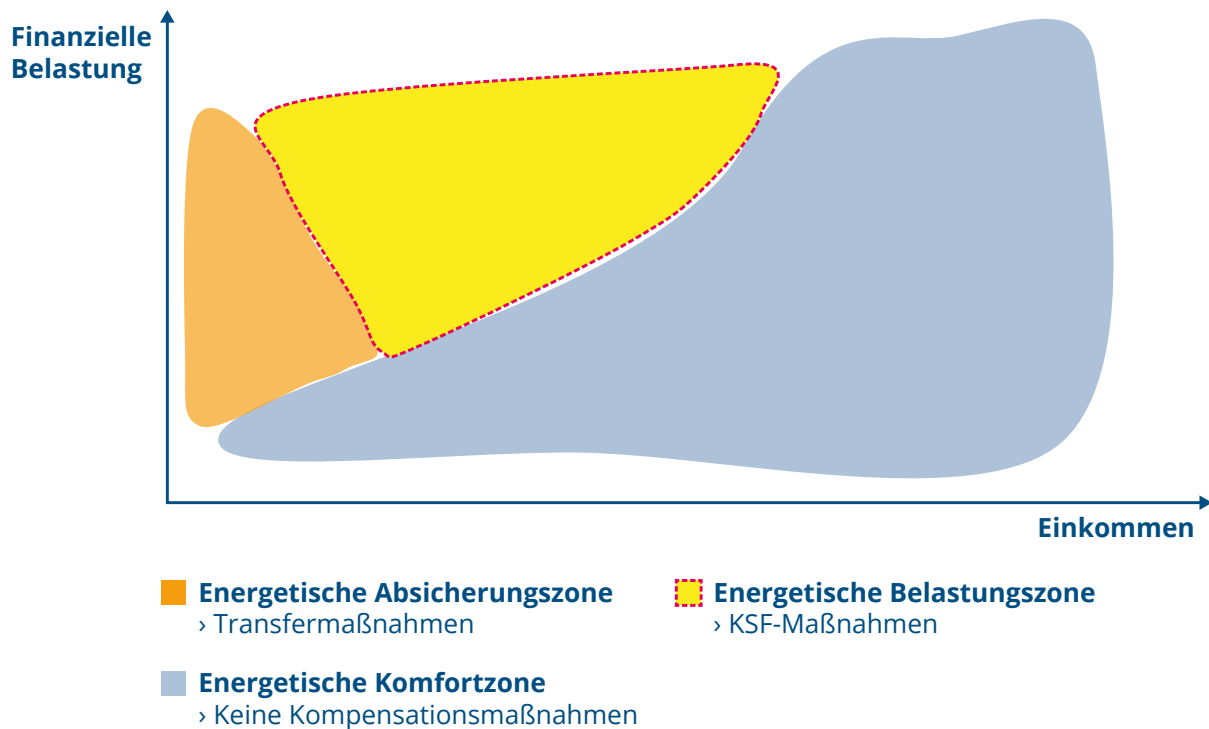 Finanzielle
Belastung
Einkommen
Energetische Absicherungszone
› Transfermaßnahmen
Energetische Belastungszone
› KSF-Maßnahmen
Energetische Komfortzone
› Keine Kompensationsmaßnahmen